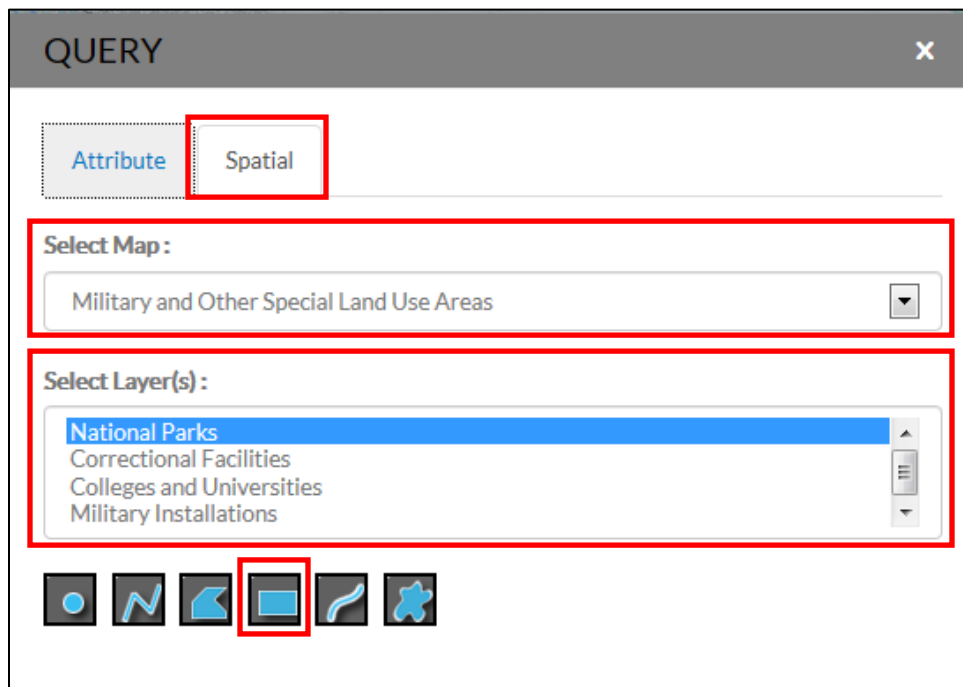 QUERY x
Attribute Spatial
Select Map :
Military and Other Special Land Use Areas
Select Layer(s) :
National Parks
Correctional Facilities
Colleges and Universities
Military Installations